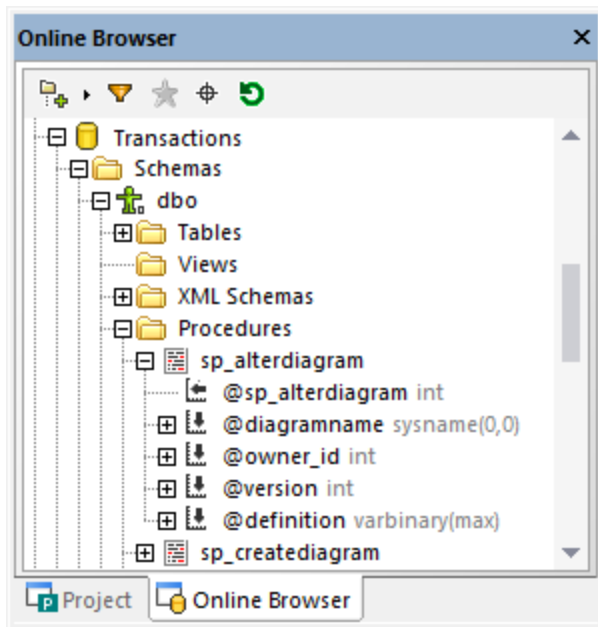 Online Browser
Transactions
Schemas
dbo
Tables
Views
XML Schemas
Procedures
sp_alterdiagram
@sp_alterdiagram int
@diagramname sysname(0,0)
@owner_id int
@version int
@definition varbinary(max)
sp_creatediagram
Project Online Browser